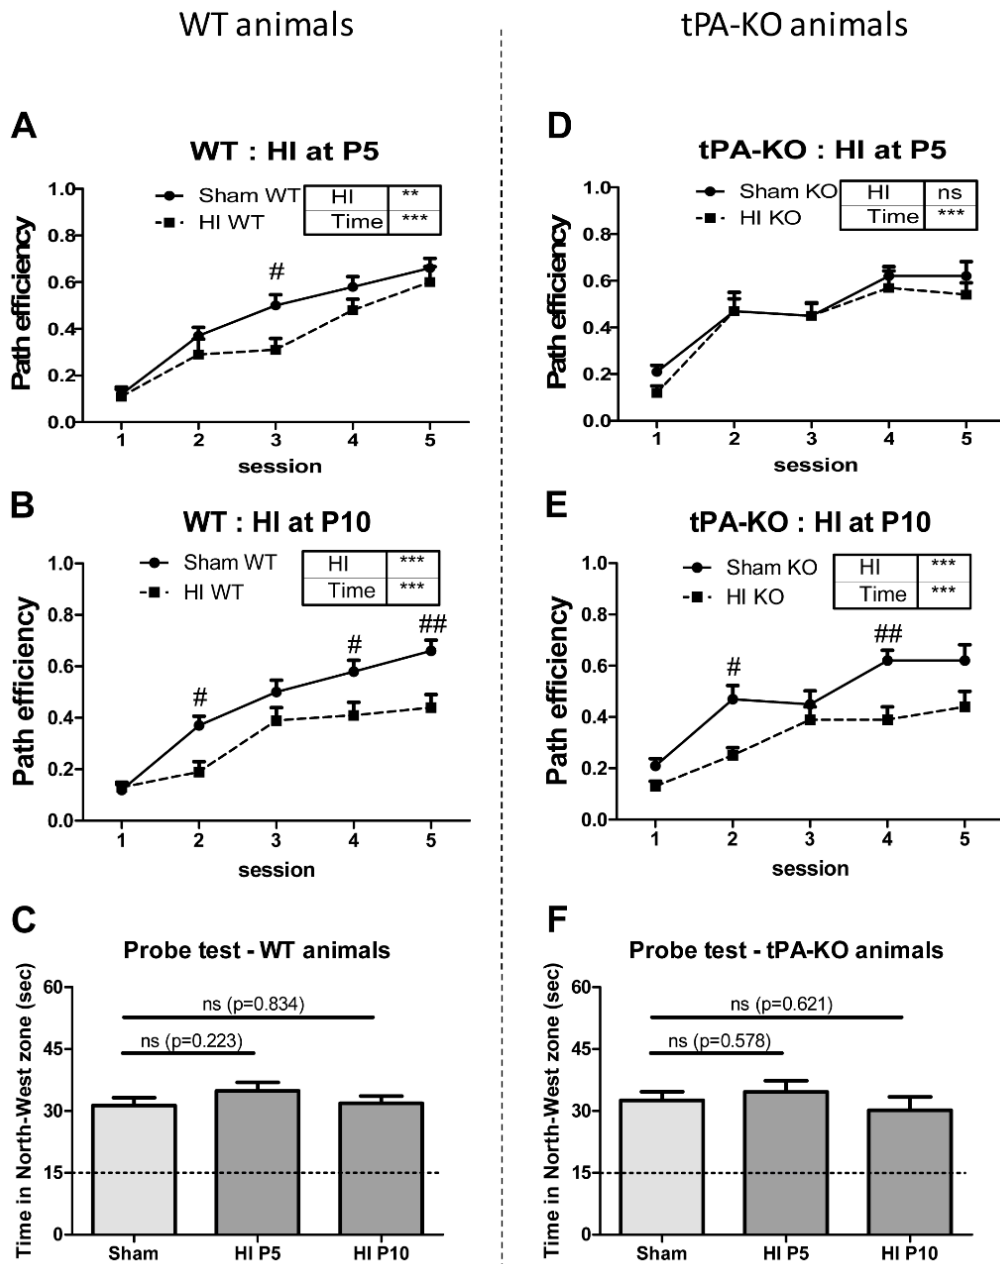 WT animals
tPA-KO animals
A
WT : HI at P5
Sham WT
HI WT
HI **
Time ***
#
Path efficiency
1.0
0.8
0.6
0.4
0.2
0.0
1 2 3 4 5
session
B
WT : HI at P10
Sham WT
HI WT
HI ***
Time ***
# # ##
Path efficiency
1.0
0.8
0.6
0.4
0.2
0.0
1 2 3 4 5
session
C
Probe test - WT animals
Time in North-West zone (sec)
60
45
30
15
0
ns (p=0.834)
ns (p=0.223)
Sham HI P5 HI P10
D
tPA-KO : HI at P5
Sham KO
HI KO
HI ns
Time ***
Path efficiency
1.0
0.8
0.6
0.4
0.2
0.0
1 2 3 4 5
session
E
tPA-KO : HI at P10
Sham KO
HI KO
HI ***
Time ***
# ##
Path efficiency
1.0
0.8
0.6
0.4
0.2
0.0
1 2 3 4 5
session
F
Probe test - tPA-KO animals
Time in North-West zone (sec)
60
45
30
15
0
ns (p=0.621)
ns (p=0.578)
Sham HI P5 HI P10